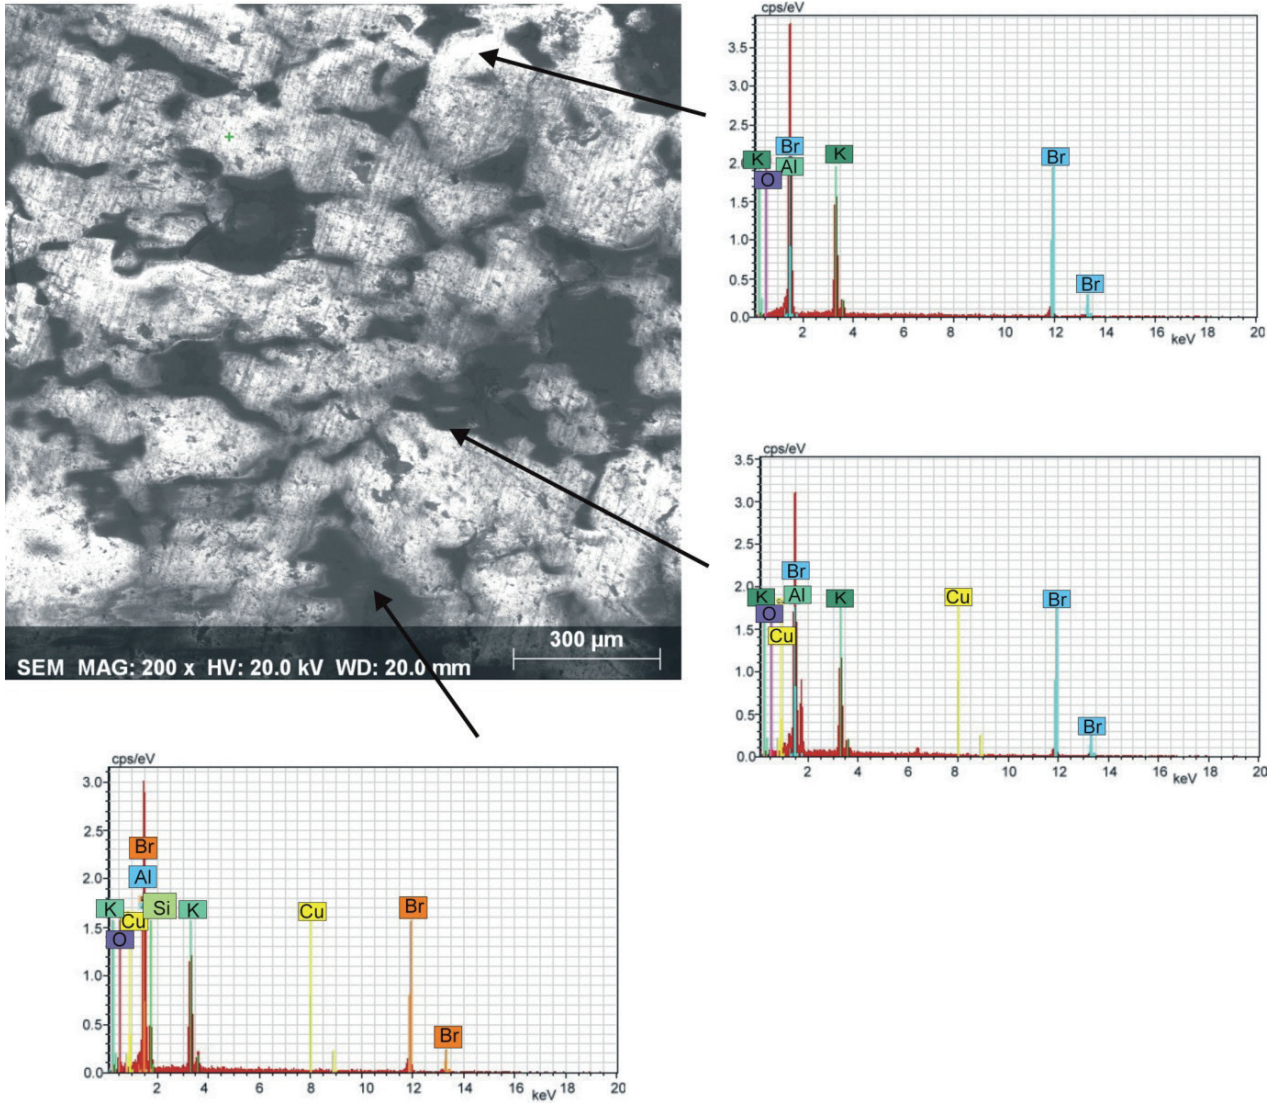 cps/eV
3.5
3.0
2.5
2.0
1.5
1.0
0.5
0.0
Br
K Al K Br
O
Br
2 4 6 8 10 12 14 16 18 20
keV
300 µm
SEM MAG: 200 x HV: 20.0 kV WD: 20.0 mm
cps/eV
3.5
3.0
2.5
2.0
1.5
1.0
0.5
0.0
Br
K Al K Cu Br
O
Cu
Br
2 4 6 8 10 12 14 16 18 20
keV
cps/eV
3.0
2.5
2.0
1.5
1.0
0.5
0.0
Br
Al
K Cu Si K Cu Br
O
Br
2 4 6 8 10 12 14 16 18 20
keV